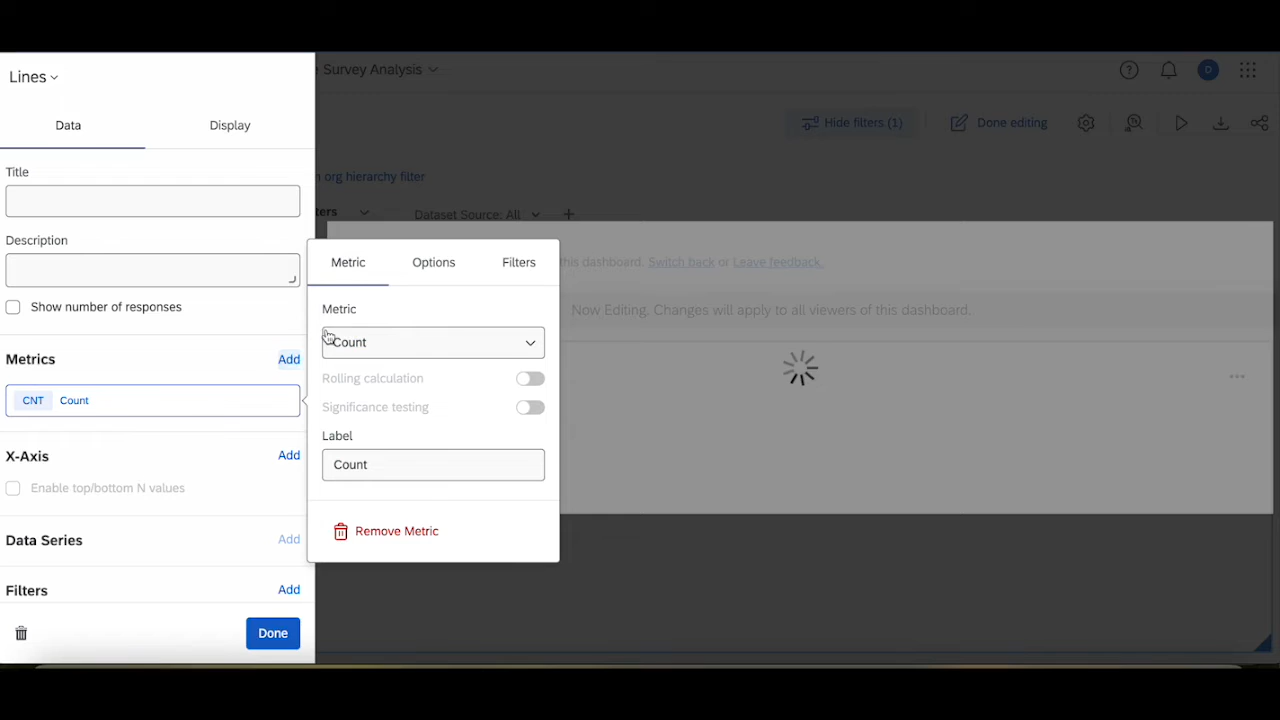 Lines
Survey Analysis
D
Data
Display
Hide filters (1)
Done editing
Title
org hierarchy filter
Dataset Source: All
Description
Show number of responses
Metric
Options
Filters
this dashboard. Switch back or Leave feedback.
Now Editing. Changes will apply to all viewers of this dashboard.
Metric
Count
Rolling calculation
Significance testing
Label
Count
Remove Metric
Metrics
Add
CNT
Count
X-Axis
Add
Enable top/bottom N values
Data Series
Add
Filters
Add
Done